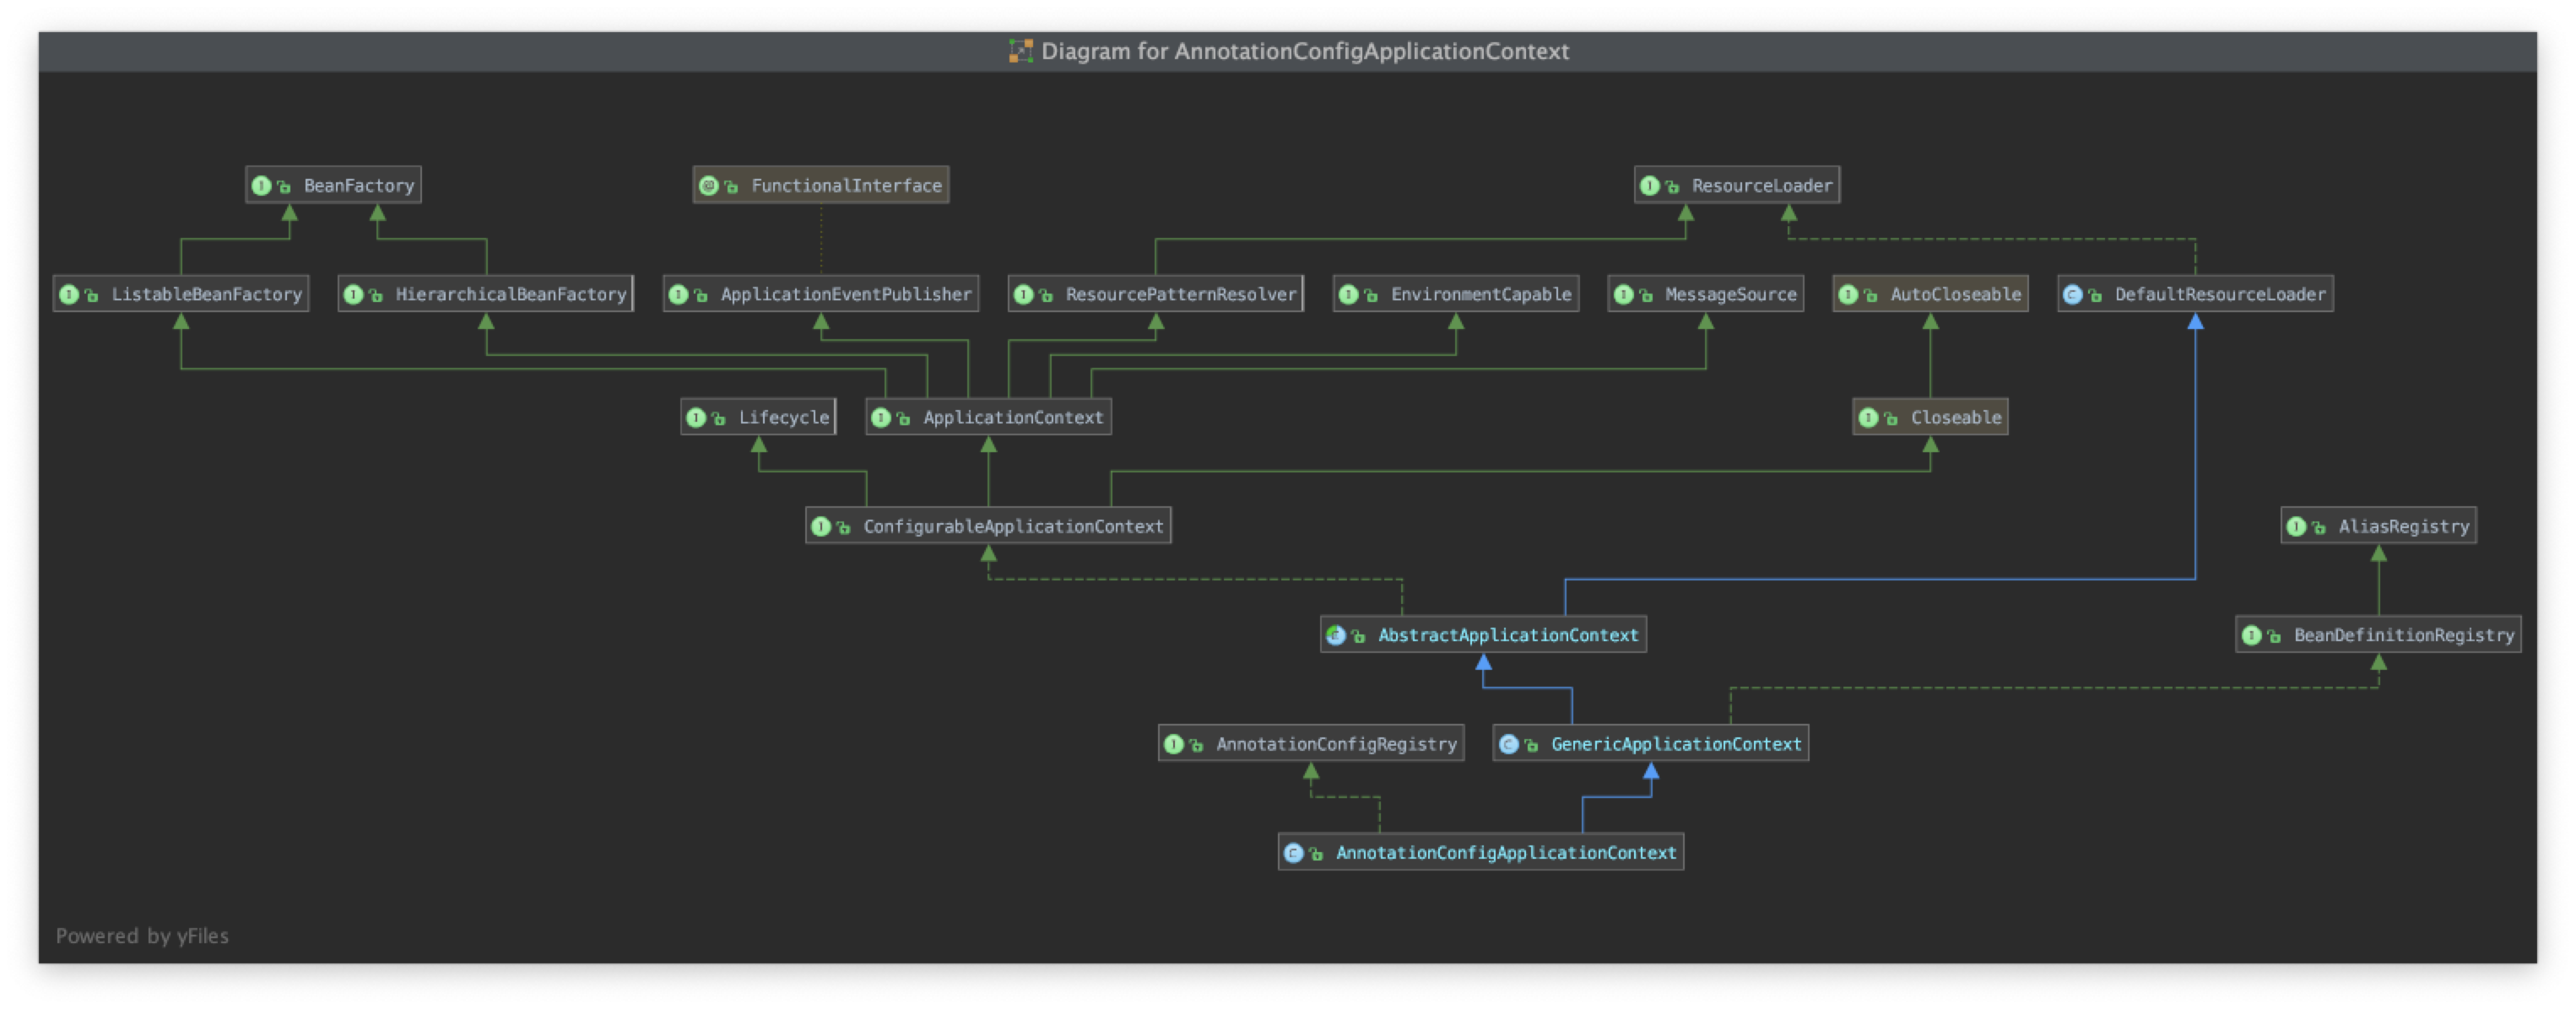 Diagram for AnnotationConfigApplicationContext
BeanFactory
FunctionalInterface
ResourceLoader
ListableBeanFactory
HierarchicalBeanFactory
ApplicationEventPublisher
ResourcePatternResolver
EnvironmentCapable
MessageSource
AutoCloseable
DefaultResourceLoader
Lifecycle
ApplicationContext
Closeable
ConfigurableApplicationContext
AliasRegistry
AbstractApplicationContext
BeanDefinitionRegistry
AnnotationConfigRegistry
GenericApplicationContext
AnnotationConfigApplicationContext
Powered by yFiles